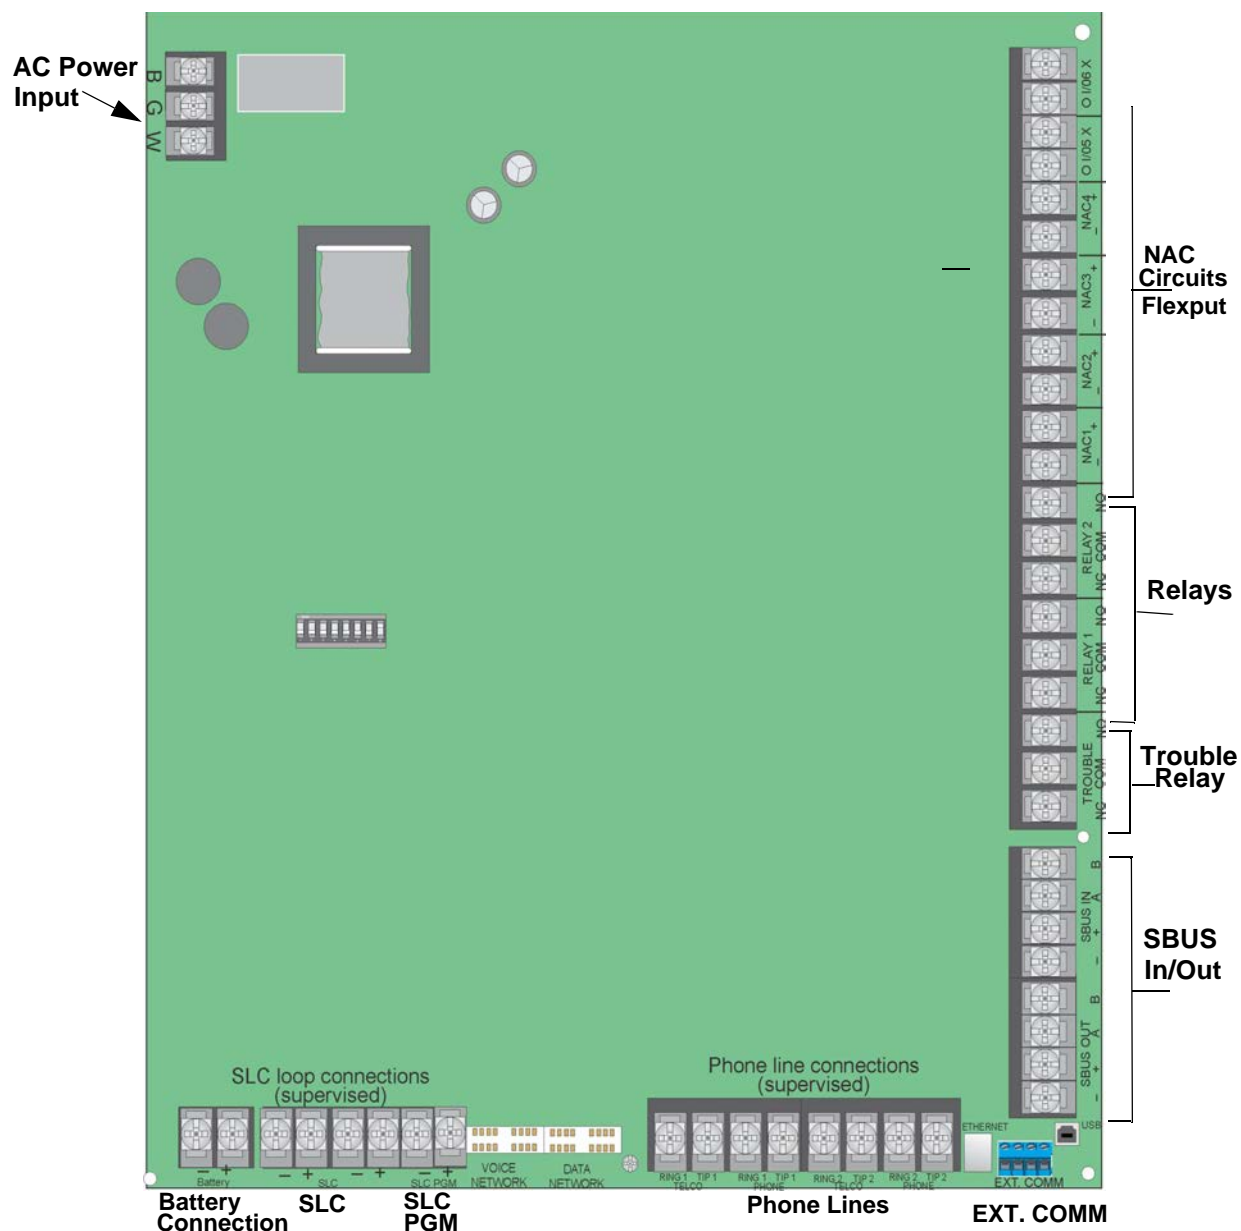 AC Power
Input
B
G
W
O I/06 X
O I/05 X
NAC4
+
−
NAC3
+
−
NAC2
+
−
NAC1
+
−
NAC
Circuits
Flexput
RELAY 2
NO
COM
NC
RELAY 1
NO
COM
NC
Relays
TROUBLE
NO
COM
NC
Trouble
Relay
SBUS IN
B
A
+
−
SBUS OUT
B
A
+
−
SBUS
In/Out
SLC loop connections
(supervised)
Phone line connections
(supervised)
− + − + − + − +
Battery
SLC
SLC PGM
VOICE
NETWORK
DATA
NETWORK
RING 1 TIP 1 RING 1 TIP 1 RING 2 TIP 2 RING 2 TIP 2
TELCO PHONE TELCO PHONE
ETHERNET
USB
EXT. COMM
Battery
Connection
SLC
SLC
PGM
Phone Lines
EXT. COMM